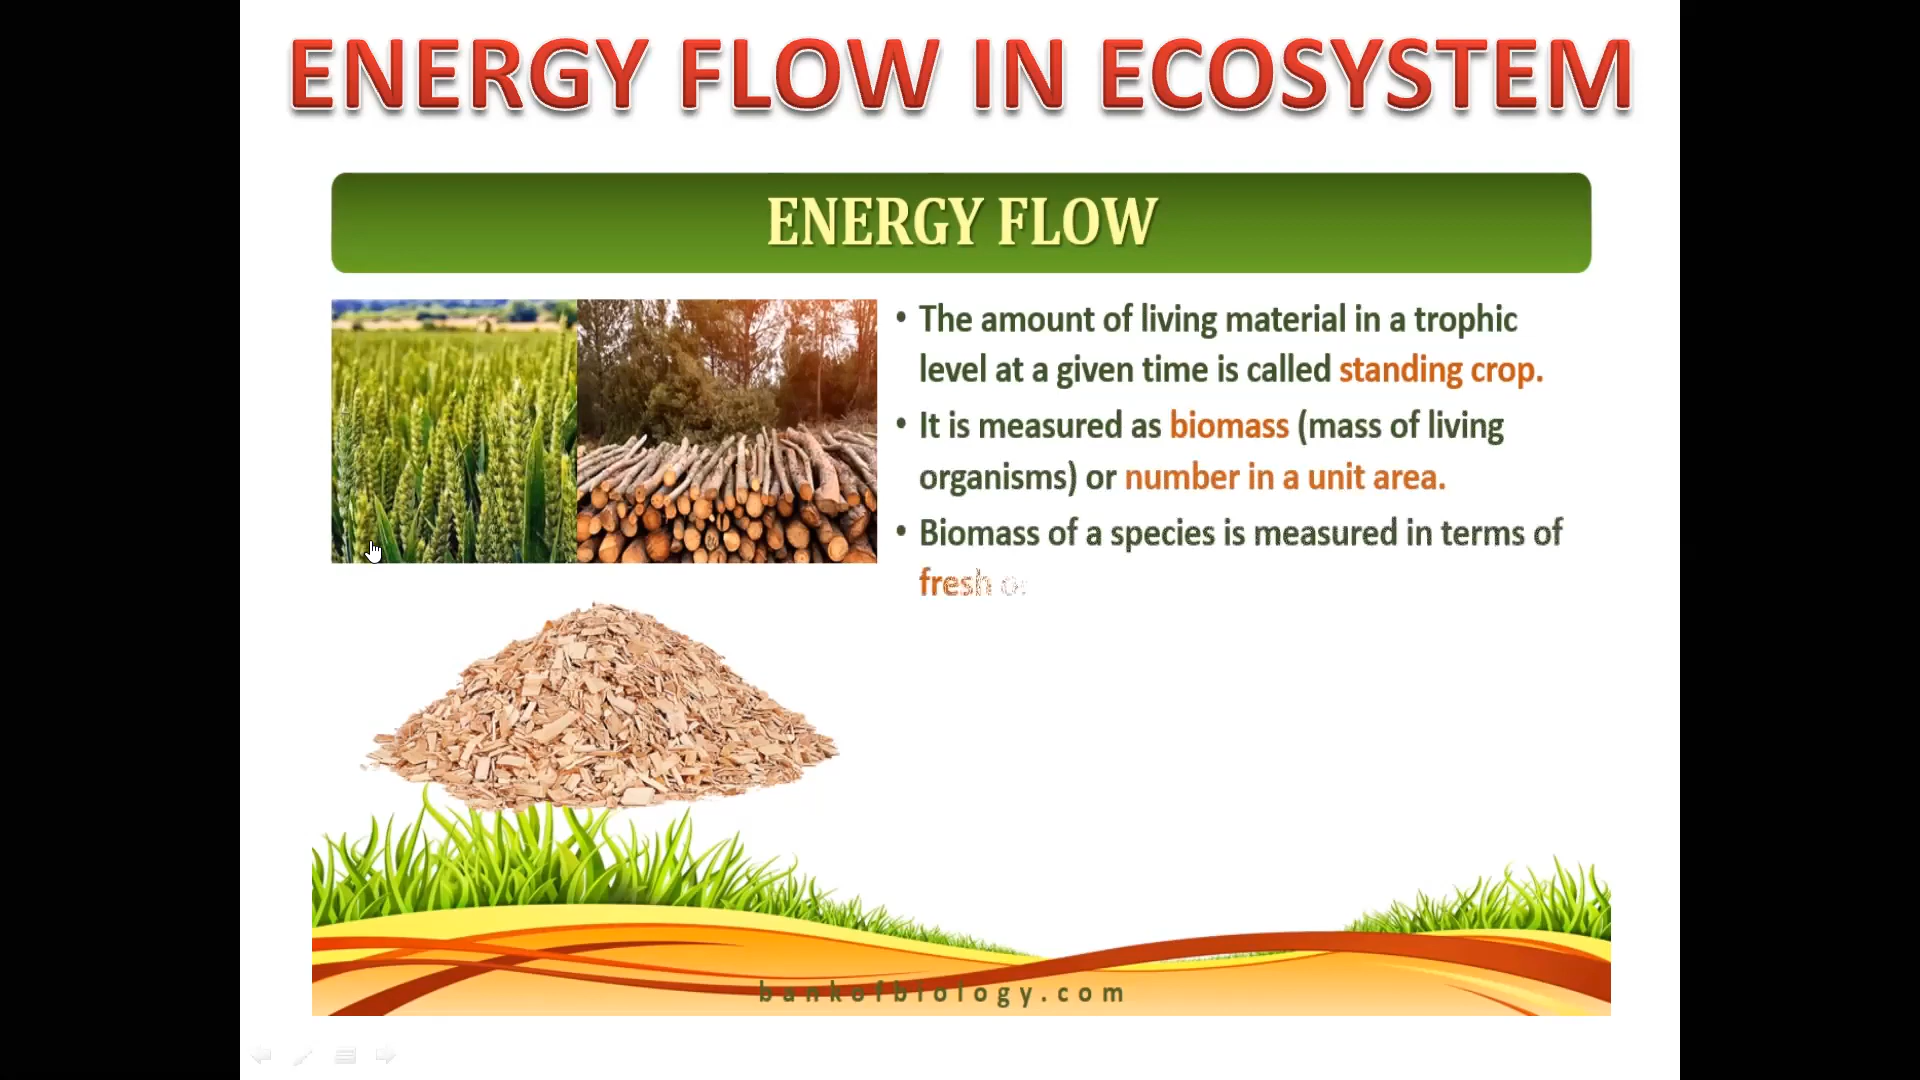 ENERGY FLOW IN ECOSYSTEM
ENERGY FLOW
• The amount of living material in a trophic
level at a given time is called standing crop.
• It is measured as biomass (mass of living
organisms) or number in a unit area.
• Biomass of a species is measured in terms of
fresh
bankofbiology.com